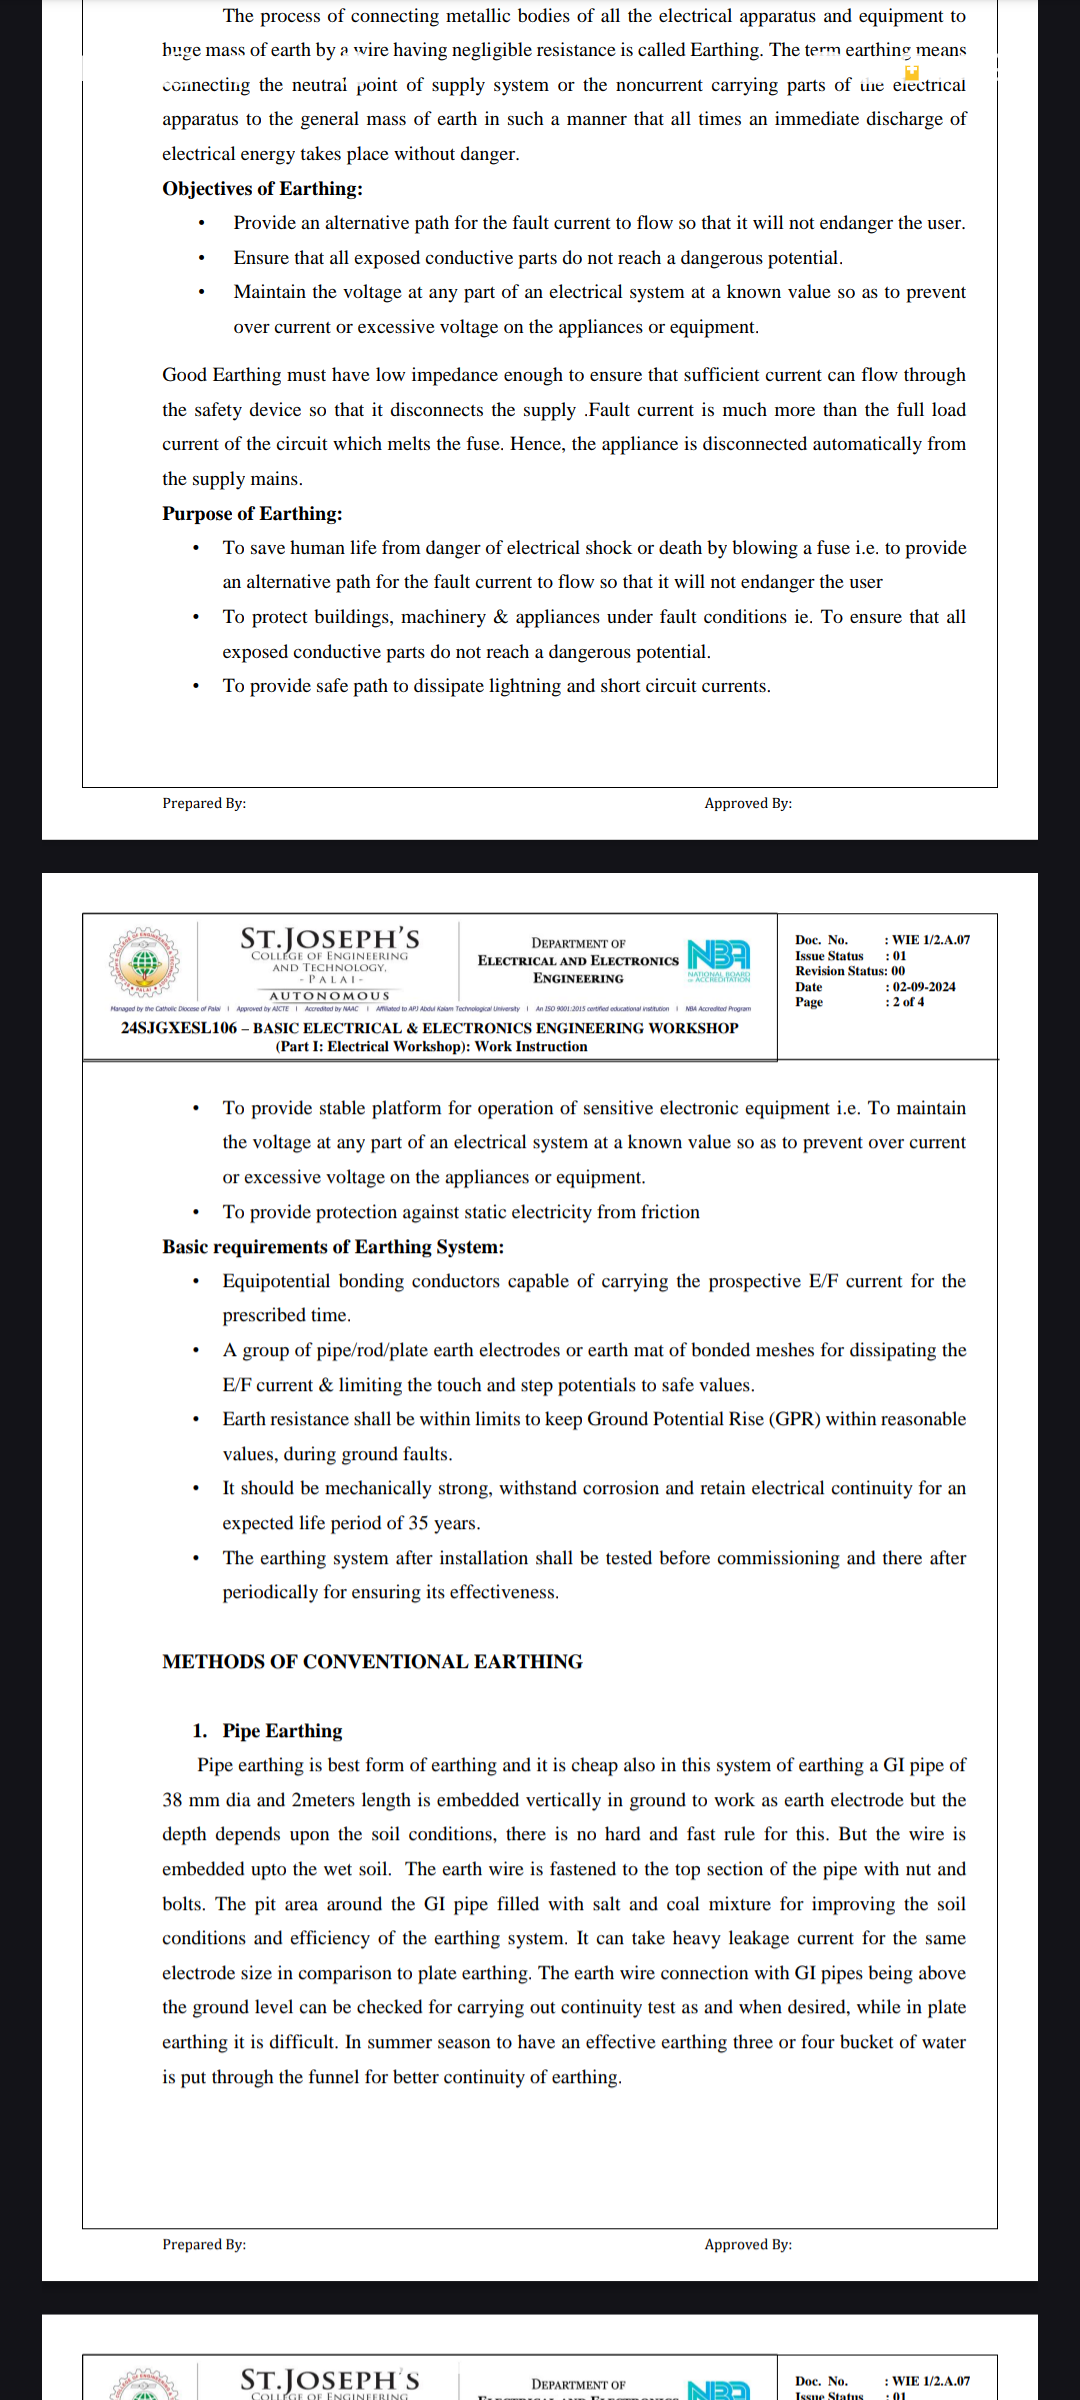 The process of connecting metallic bodies of all the electrical apparatus and equipment to
huge mass of earth by a wire having negligible resistance is called Earthing. The term earthing means
connecting the neutral point of supply system or the noncurrent carrying parts of the electrical
apparatus to the general mass of earth in such a manner that all times an immediate discharge of
electrical energy takes place without danger.
Objectives of Earthing:
• Provide an alternative path for the fault current to flow so that it will not endanger the user.
• Ensure that all exposed conductive parts do not reach a dangerous potential.
• Maintain the voltage at any part of an electrical system at a known value so as to prevent
over current or excessive voltage on the appliances or equipment.
Good Earthing must have low impedance enough to ensure that sufficient current can flow through
the safety device so that it disconnects the supply .Fault current is much more than the full load
current of the circuit which melts the fuse. Hence, the appliance is disconnected automatically from
the supply mains.
Purpose of Earthing:
• To save human life from danger of electrical shock or death by blowing a fuse i.e. to provide
an alternative path for the fault current to flow so that it will not endanger the user
• To protect buildings, machinery & appliances under fault conditions ie. To ensure that all
exposed conductive parts do not reach a dangerous potential.
• To provide safe path to dissipate lightning and short circuit currents.
Prepared By: Approved By:
ST.JOSEPH'S
COLLEGE OF ENGINEERING
AND TECHNOLOGY,
- PALAI -
AUTONOMOUS
DEPARTMENT OF
ELECTRICAL AND ELECTRONICS
ENGINEERING
NBA
NATIONAL BOARD
OF ACCREDITATION
Doc. No. : WIE 1/2.A.07
Issue Status : 01
Revision Status: 00
Date : 02-09-2024
Page : 2 of 4
Managed by the Catholic Diocese of Palai | Approved by AICTE | Accredited by NAAC | Affiliated to APJ Abdul Kalam Technological University | An ISO 9001:2015 certified educational institution | NBA Accredited Program
24SJGXESL106 – BASIC ELECTRICAL & ELECTRONICS ENGINEERING WORKSHOP
(Part I: Electrical Workshop): Work Instruction
• To provide stable platform for operation of sensitive electronic equipment i.e. To maintain
the voltage at any part of an electrical system at a known value so as to prevent over current
or excessive voltage on the appliances or equipment.
• To provide protection against static electricity from friction
Basic requirements of Earthing System:
• Equipotential bonding conductors capable of carrying the prospective E/F current for the
prescribed time.
• A group of pipe/rod/plate earth electrodes or earth mat of bonded meshes for dissipating the
E/F current & limiting the touch and step potentials to safe values.
• Earth resistance shall be within limits to keep Ground Potential Rise (GPR) within reasonable
values, during ground faults.
• It should be mechanically strong, withstand corrosion and retain electrical continuity for an
expected life period of 35 years.
• The earthing system after installation shall be tested before commissioning and there after
periodically for ensuring its effectiveness.
METHODS OF CONVENTIONAL EARTHING
1. Pipe Earthing
Pipe earthing is best form of earthing and it is cheap also in this system of earthing a GI pipe of
38 mm dia and 2meters length is embedded vertically in ground to work as earth electrode but the
depth depends upon the soil conditions, there is no hard and fast rule for this. But the wire is
embedded upto the wet soil. The earth wire is fastened to the top section of the pipe with nut and
bolts. The pit area around the GI pipe filled with salt and coal mixture for improving the soil
conditions and efficiency of the earthing system. It can take heavy leakage current for the same
electrode size in comparison to plate earthing. The earth wire connection with GI pipes being above
the ground level can be checked for carrying out continuity test as and when desired, while in plate
earthing it is difficult. In summer season to have an effective earthing three or four bucket of water
is put through the funnel for better continuity of earthing.
Prepared By: Approved By:
ST.JOSEPH'S
COLLEGE OF ENGINEERING
DEPARTMENT OF
NBA
Doc. No. : WIE 1/2.A.07
Issue Status : 01